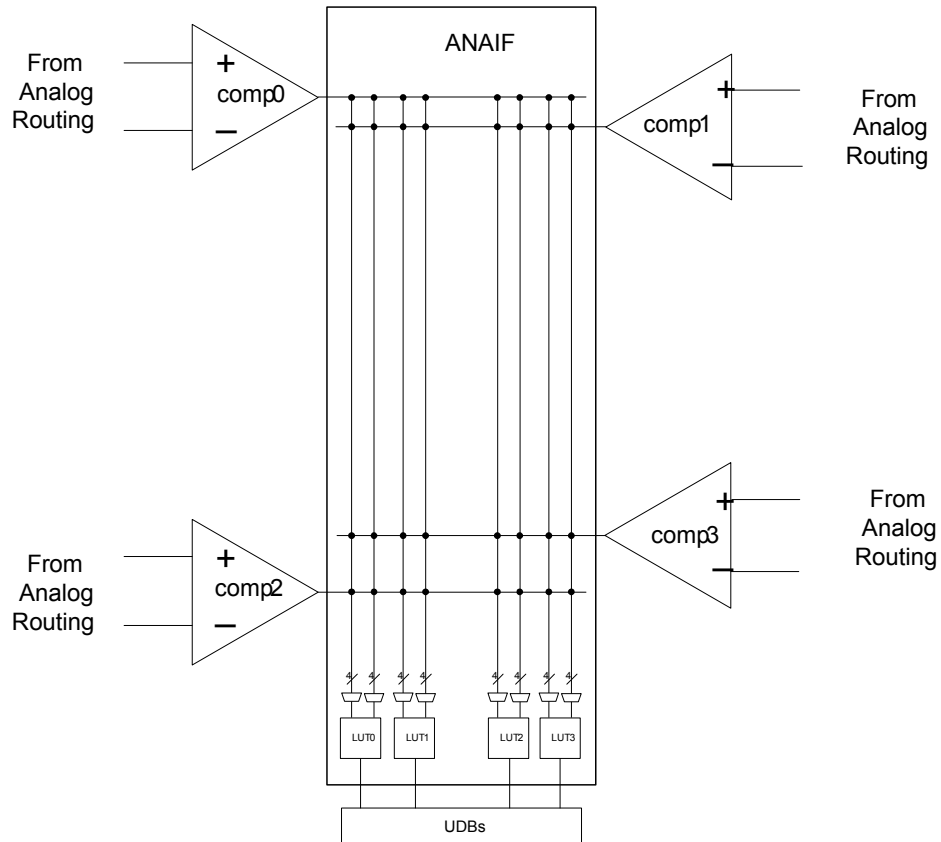 ANAIF
From
Analog
Routing
+
comp0
–
+
comp1
–
From
Analog
Routing
From
Analog
Routing
+
comp2
–
+
comp3
–
From
Analog
Routing
4 4 4 4 4 4 4 4
LUT0 LUT1 LUT2 LUT3
UDBs